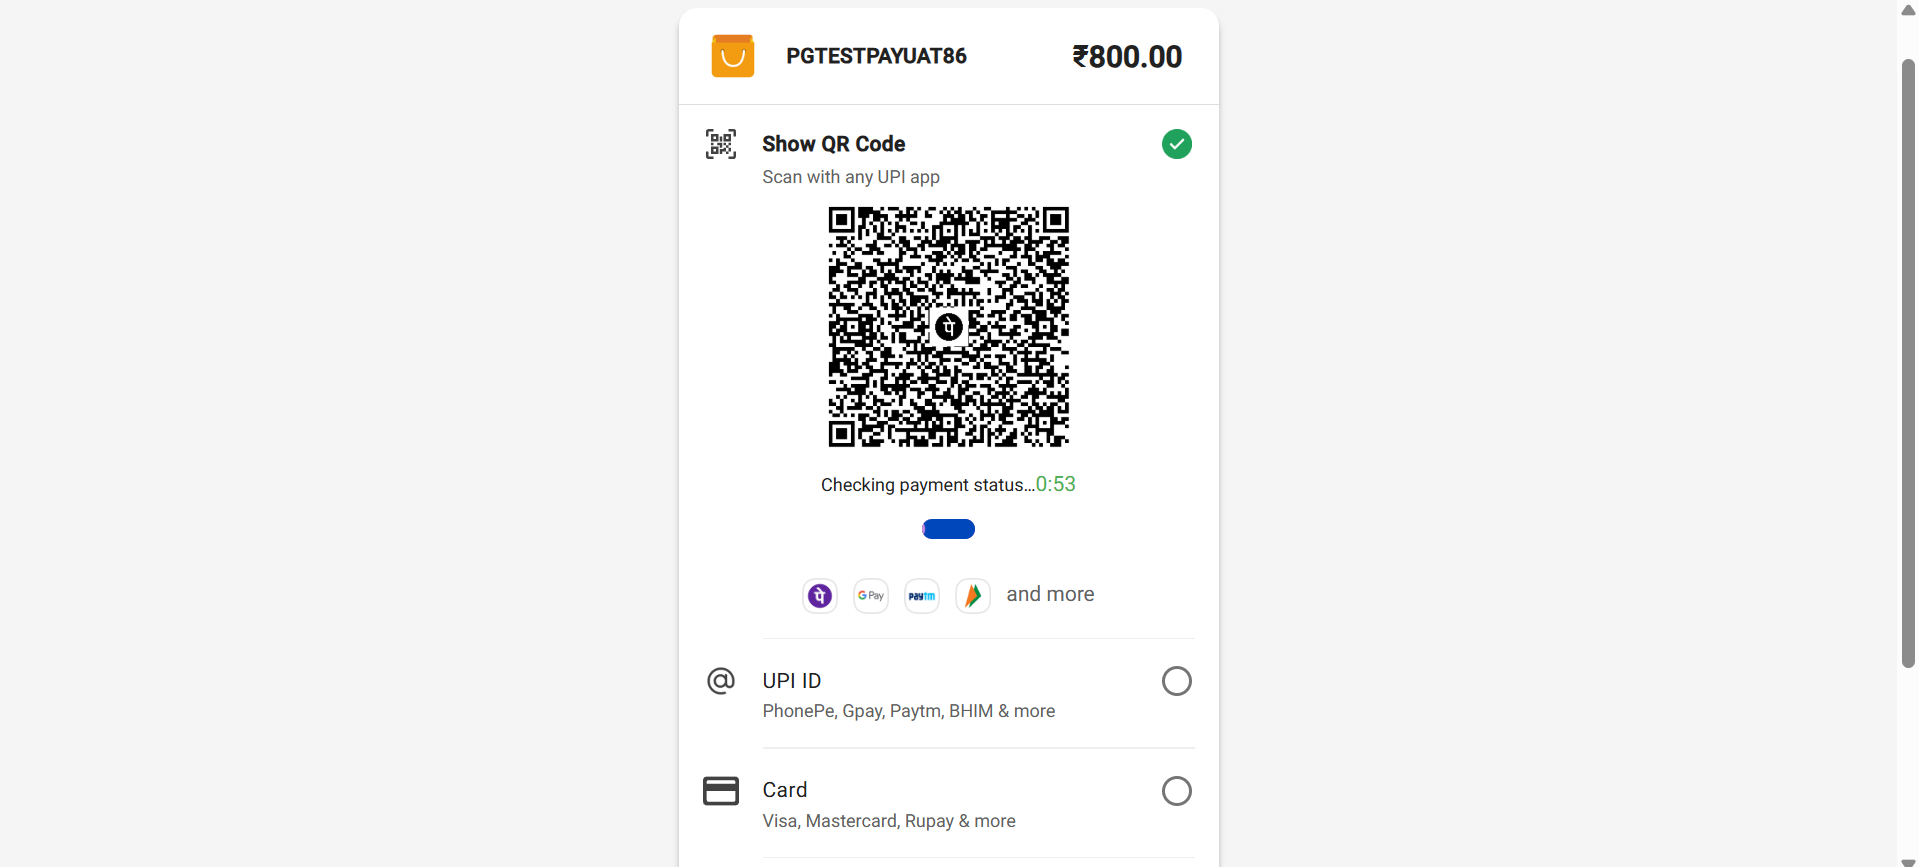 PGTESTPAYUAT86
₹800.00
Show QR Code
Scan with any UPI app
पे
Checking payment status...0:53
पे
G Pay
paytm
and more
UPI ID
PhonePe, Gpay, Paytm, BHIM & more
Card
Visa, Mastercard, Rupay & more